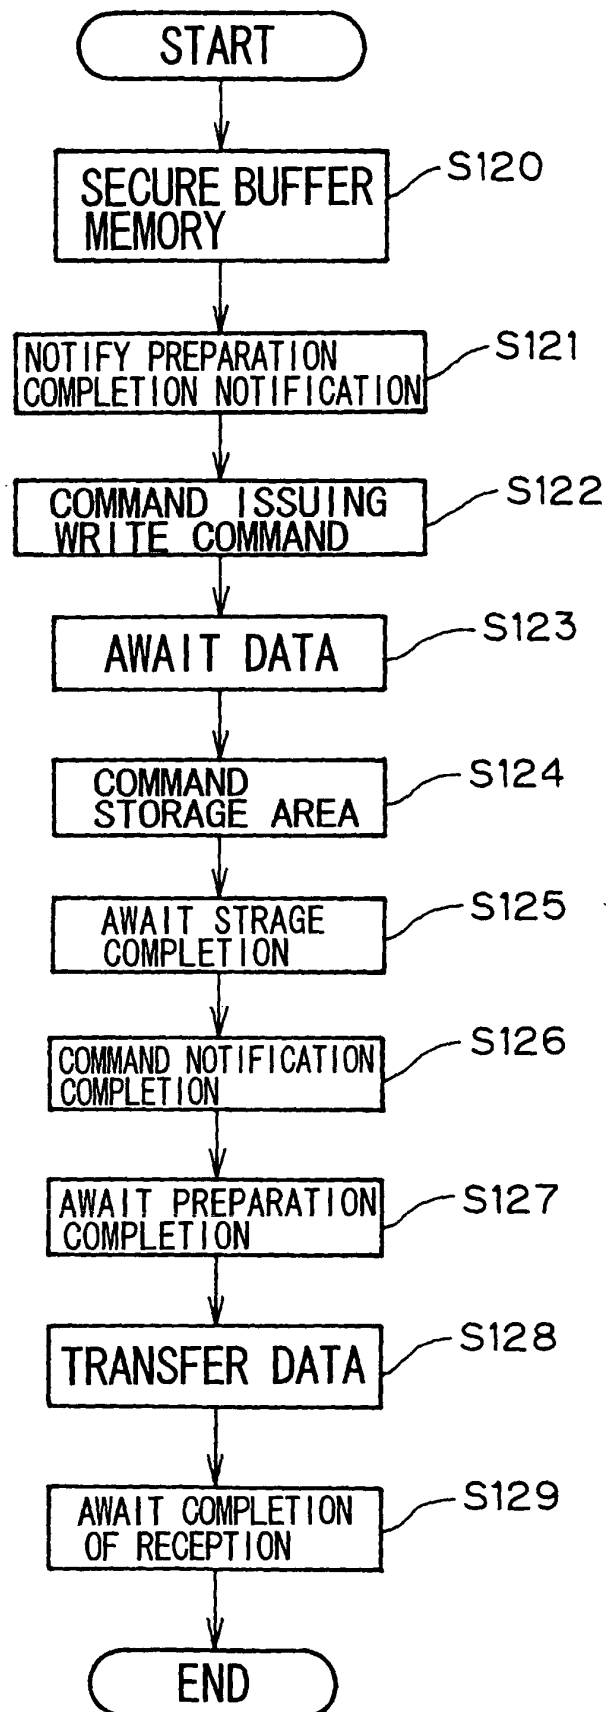 START
SECURE BUFFER
MEMORY
S120
NOTIFY PREPARATION
COMPLETION NOTIFICATION
S121
COMMAND ISSUING
WRITE COMMAND
S122
AWAIT DATA
S123
COMMAND
STORAGE AREA
S124
AWAIT STRAGE
COMPLETION
S125
COMMAND NOTIFICATION
COMPLETION
S126
AWAIT PREPARATION
COMPLETION
S127
TRANSFER DATA
S128
AWAIT COMPLETION
OF RECEPTION
S129
END